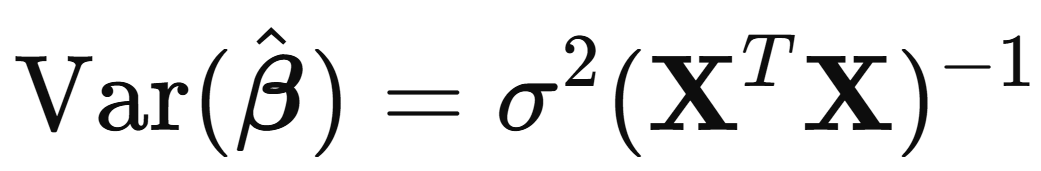 Var(β̂) = σ²(XᵀX)⁻¹